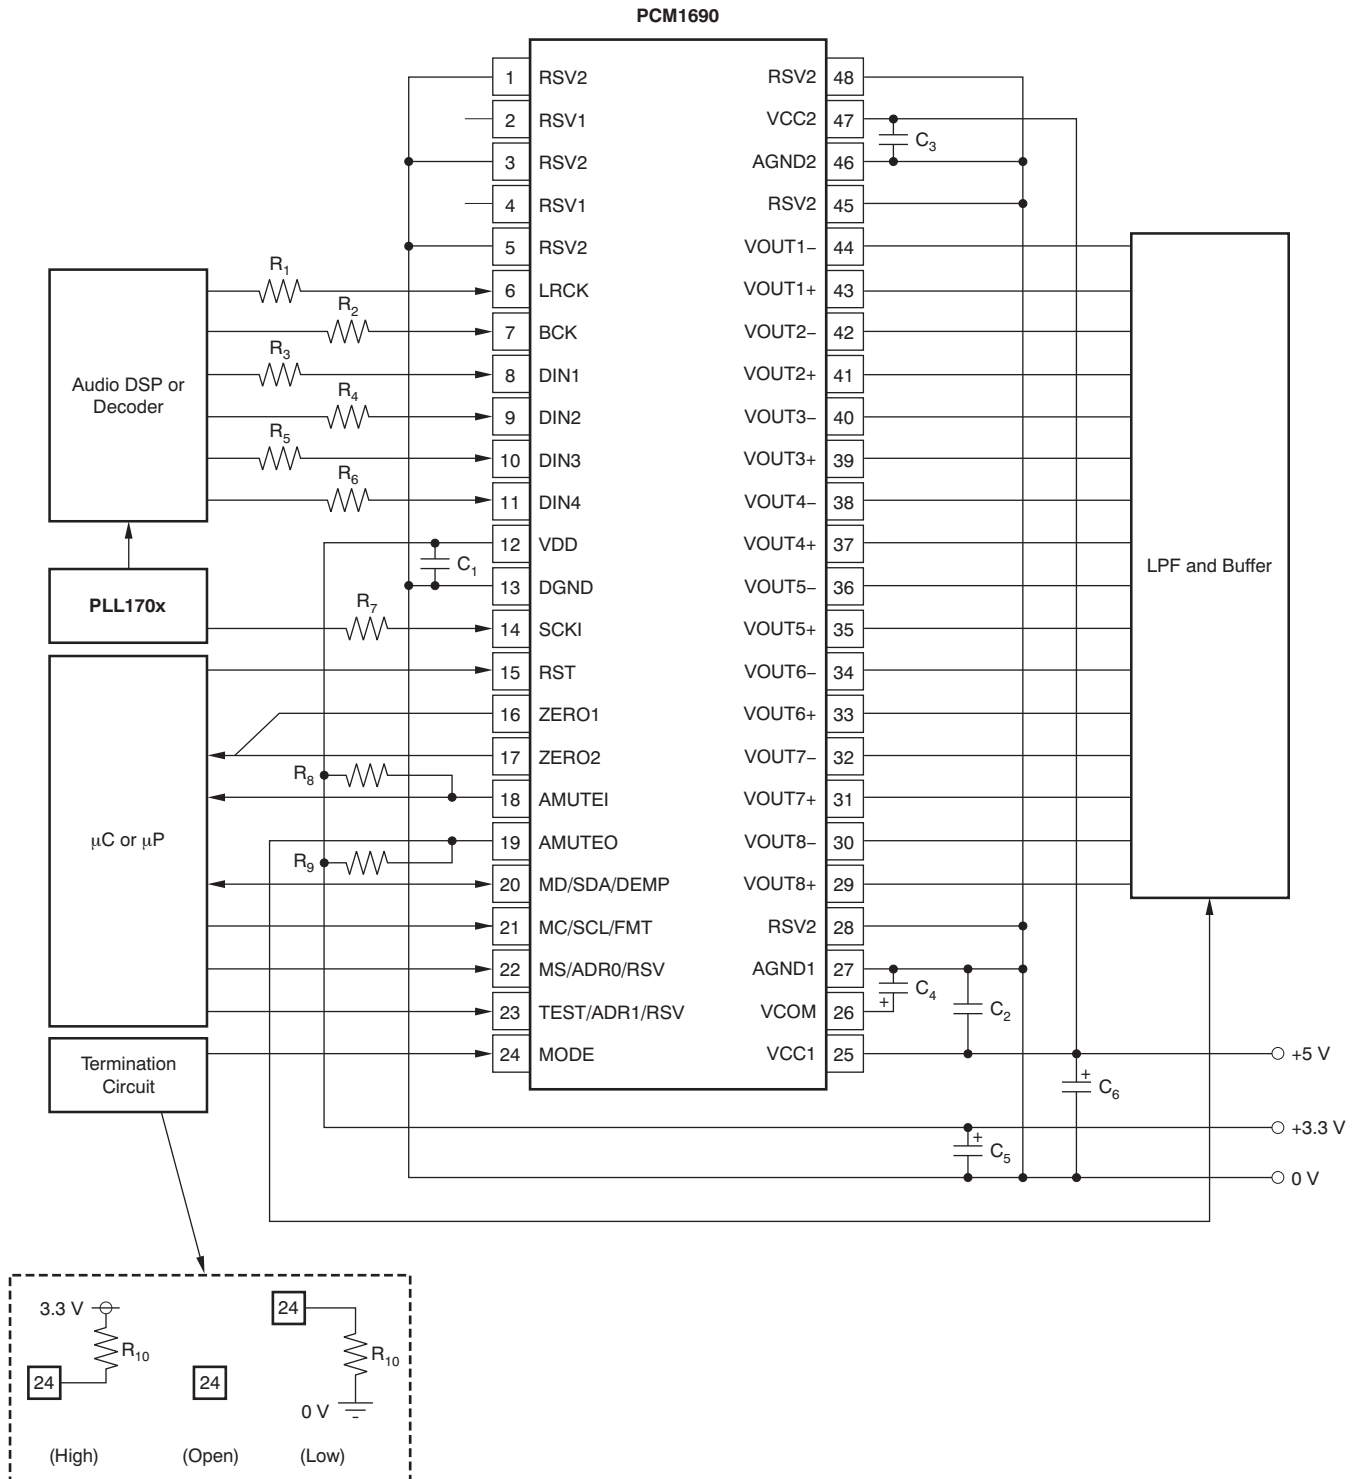 PCM1690
1 RSV2 RSV2 48
2 RSV1 VCC2 47
C3
3 RSV2 AGND2 46
4 RSV1 RSV2 45
5 RSV2 VOUT1− 44
R1
6 LRCK VOUT1+ 43
R2
7 BCK VOUT2− 42
R3
8 DIN1 VOUT2+ 41
Audio DSP or
Decoder
R4
9 DIN2 VOUT3− 40
R5
10 DIN3 VOUT3+ 39
R6
11 DIN4 VOUT4− 38
12 VDD VOUT4+ 37
C1
LPF and Buffer
13 DGND VOUT5− 36
PLL170x
R7
14 SCKI VOUT5+ 35
15 RST VOUT6− 34
16 ZERO1 VOUT6+ 33
17 ZERO2 VOUT7− 32
R8
18 AMUTEI VOUT7+ 31
μC or μP
19 AMUTEO VOUT8− 30
R9
20 MD/SDA/DEMP VOUT8+ 29
21 MC/SCL/FMT RSV2 28
22 MS/ADR0/RSV AGND1 27
+ C4
C2
23 TEST/ADR1/RSV VCOM 26
24 MODE VCC1 25
+5 V
Termination
Circuit
+ C6
+3.3 V
+ C5
0 V
3.3 V
R10
24
(High)
24
(Open)
24
R10
0 V
(Low)